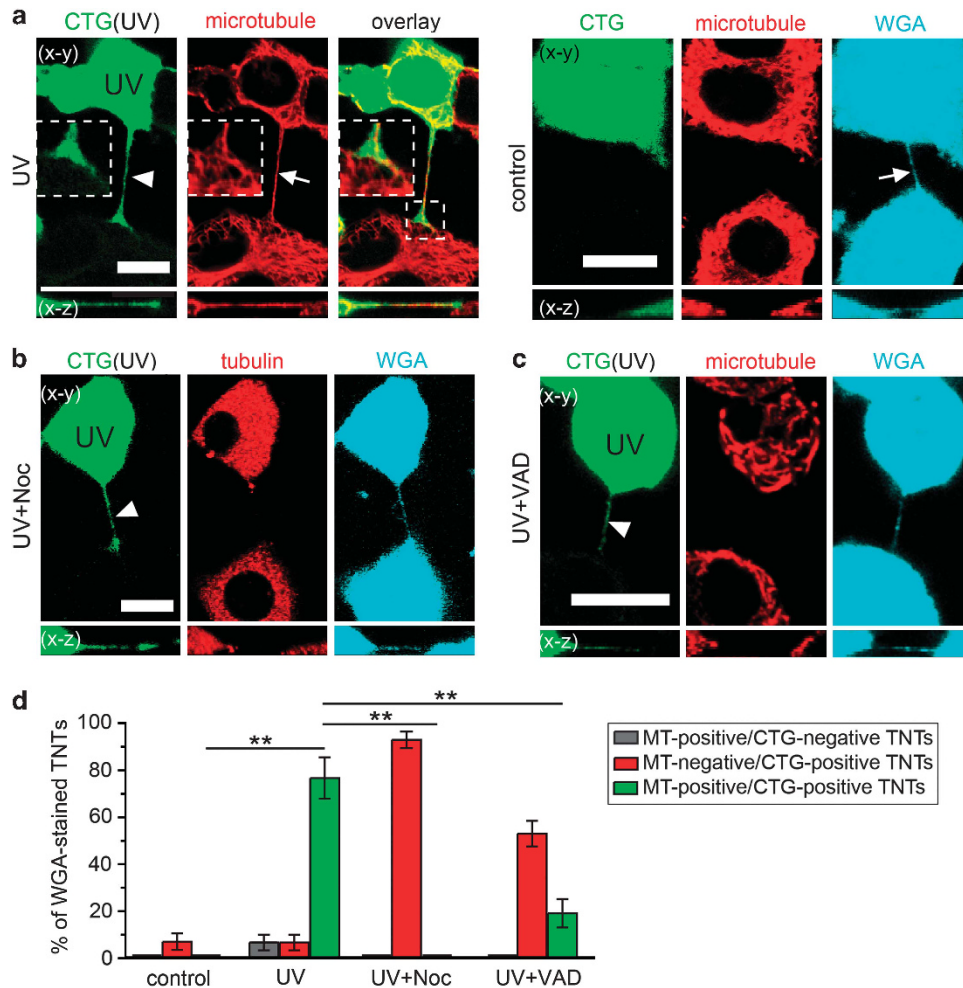 a
CTG(UV) microtubule overlay
(x-y)
UV
UV
(x-z)
CTG microtubule WGA
(x-y)
control
(x-z)
b
CTG(UV) tubulin WGA
(x-y)
UV
UV+Noc
(x-z)
c
CTG(UV) microtubule WGA
(x-y)
UV
UV+VAD
(x-z)
d
% of WGA-stained TNTs
100
80
60
40
20
0
** 
**
**
control UV UV+Noc UV+VAD
MT-positive/CTG-negative TNTs
MT-negative/CTG-positive TNTs
MT-positive/CTG-positive TNTs